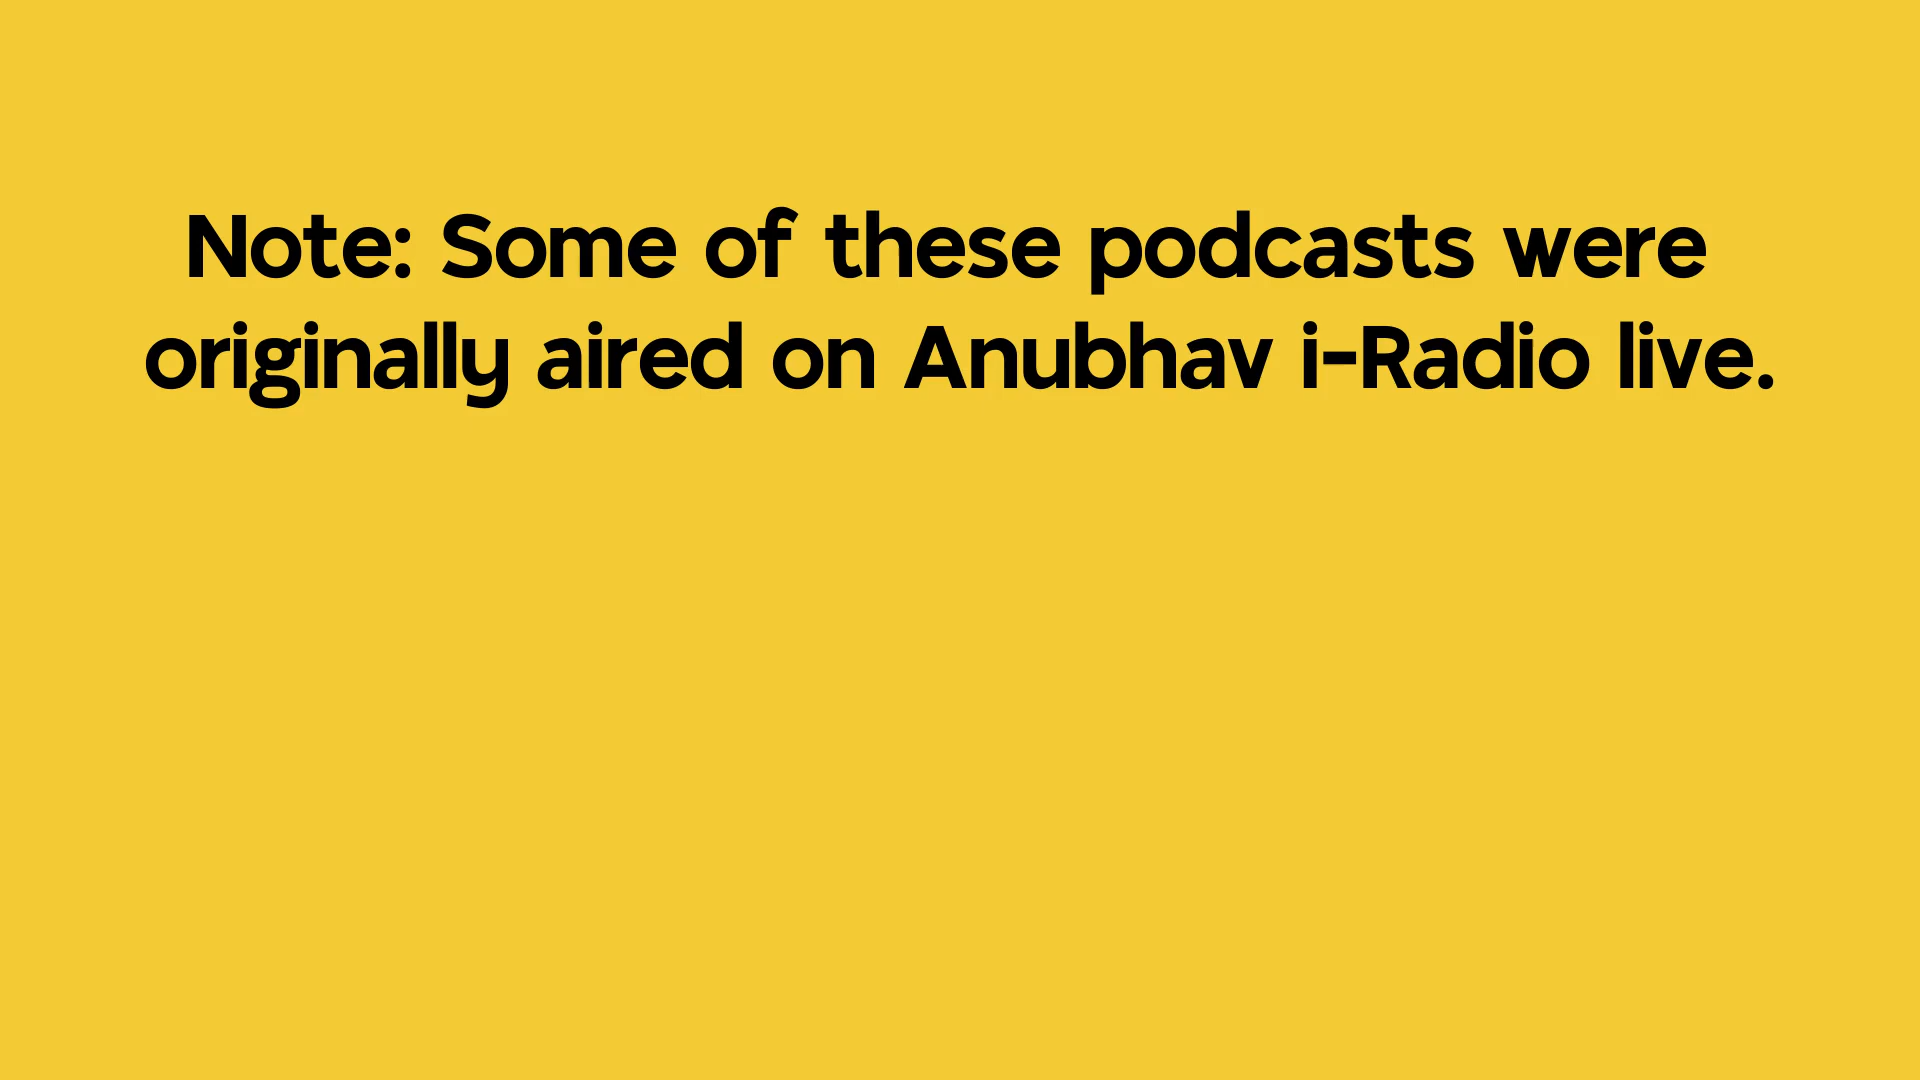 Note: Some of these podcasts were
originally aired on Anubhav i-Radio live.